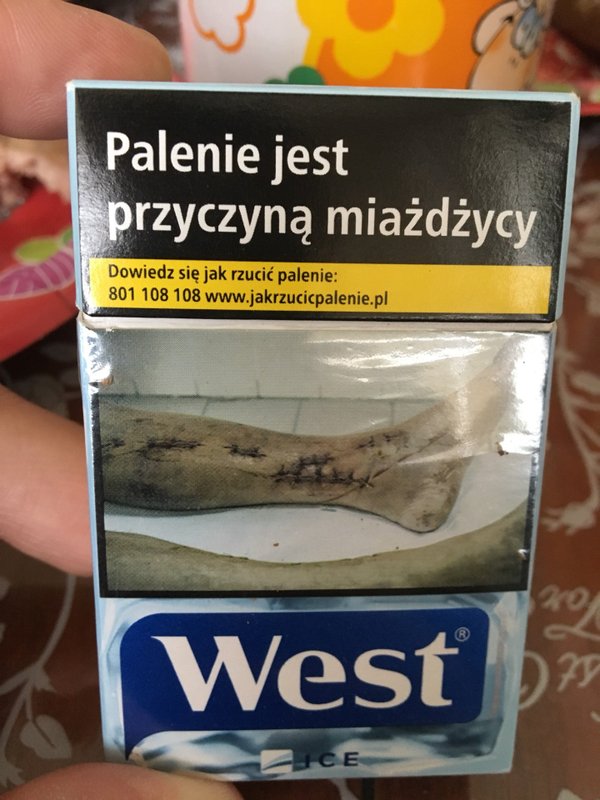 Palenie jest
przyczyną miażdżycy
Dowiedz się jak rzucić palenie:
801 108 108 www.jakrzucicpalenie.pl
West®
ICE